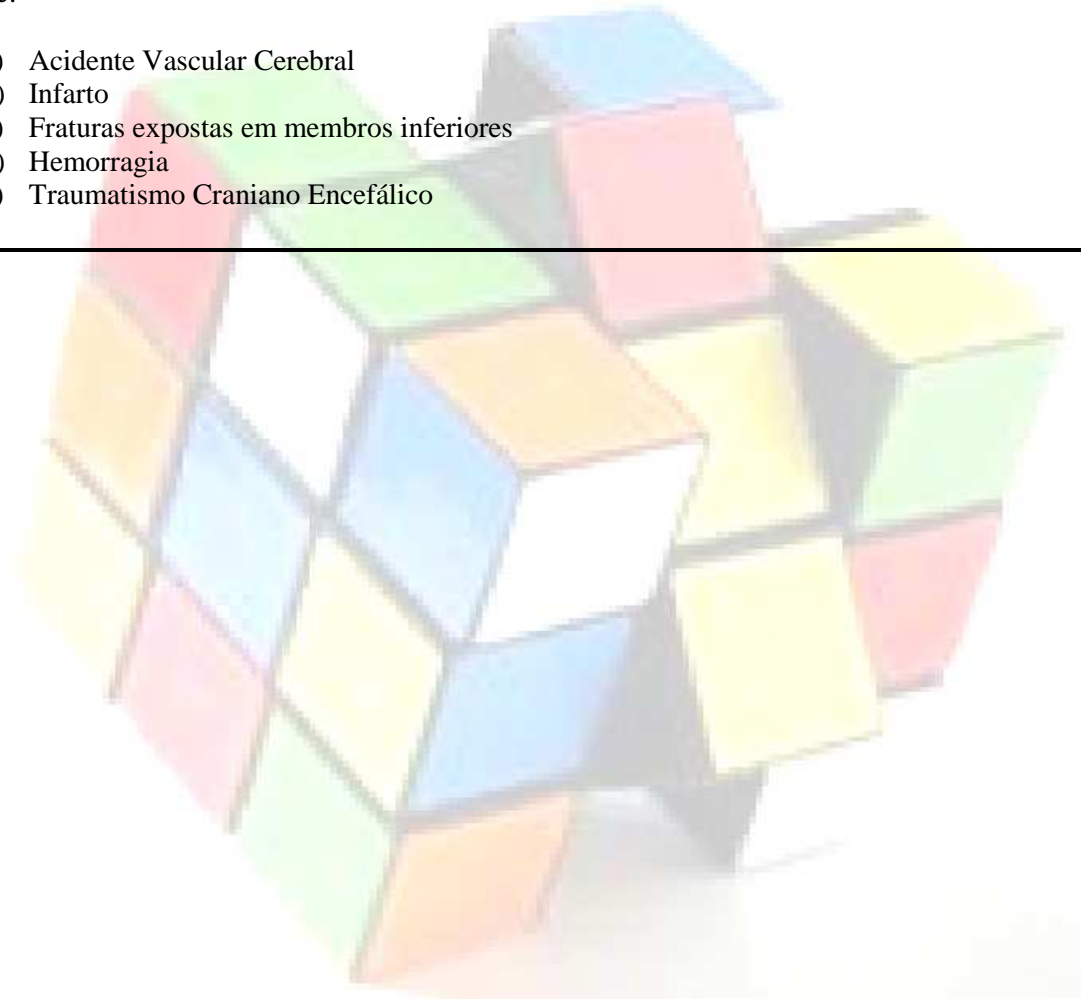 ) Acidente Vascular Cerebral
) Infarto
) Fraturas expostas em membros inferiores
) Hemorragia
) Traumatismo Craniano Encefálico